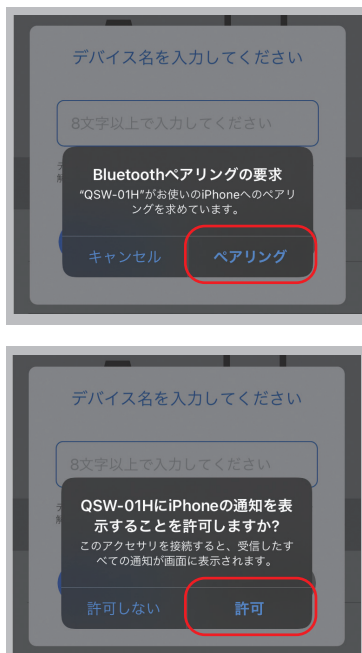 デバイス名を入力してください
8文字以上で入力してください
Bluetoothペアリングの要求
“QSW-01H”がお使いのiPhoneへのペアリ
ングを求めています。
キャンセル
ペアリング
デバイス名を入力してください
8文字以上で入力してください
QSW-01HにiPhoneの通知を表
示することを許可しますか?
このアクセサリを接続すると、受信したす
べての通知が画面に表示されます。
許可しない
許可